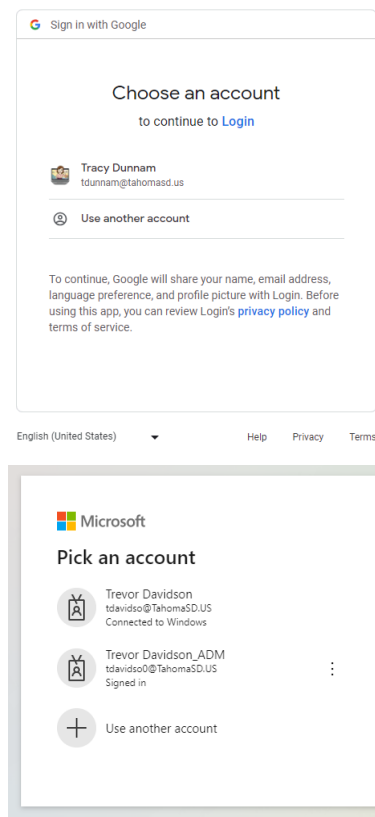 Sign in with Google
Choose an account
to continue to Login
Tracy Dunnam
tdunnam@tahomasd.us
Use another account
To continue, Google will share your name, email address,
language preference, and profile picture with Login. Before
using this app, you can review Login's privacy policy and
terms of service.
English (United States) Help Privacy Terms
Microsoft
Pick an account
Trevor Davidson
tdavidso@TahomaSD.US
Connected to Windows
Trevor Davidson_ADM
tdavidso0@TahomaSD.US
Signed in
Use another account